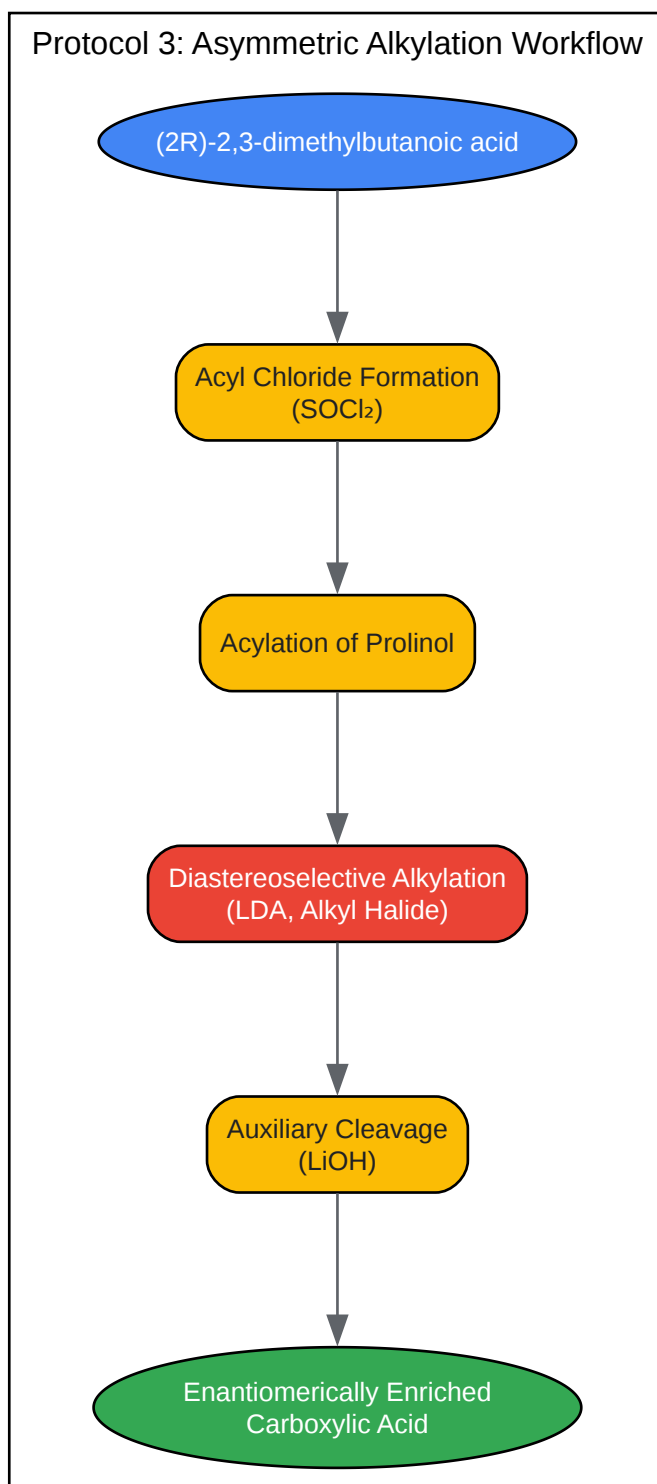 Protocol 3: Asymmetric Alkylation Workflow
(2R)-2,3-dimethylbutanoic acid
Acyl Chloride Formation
(SOCl₂)
Acylation of Prolinol
Diastereoselective Alkylation
(LDA, Alkyl Halide)
Auxiliary Cleavage
(LiOH)
Enantiomerically Enriched
Carboxylic Acid